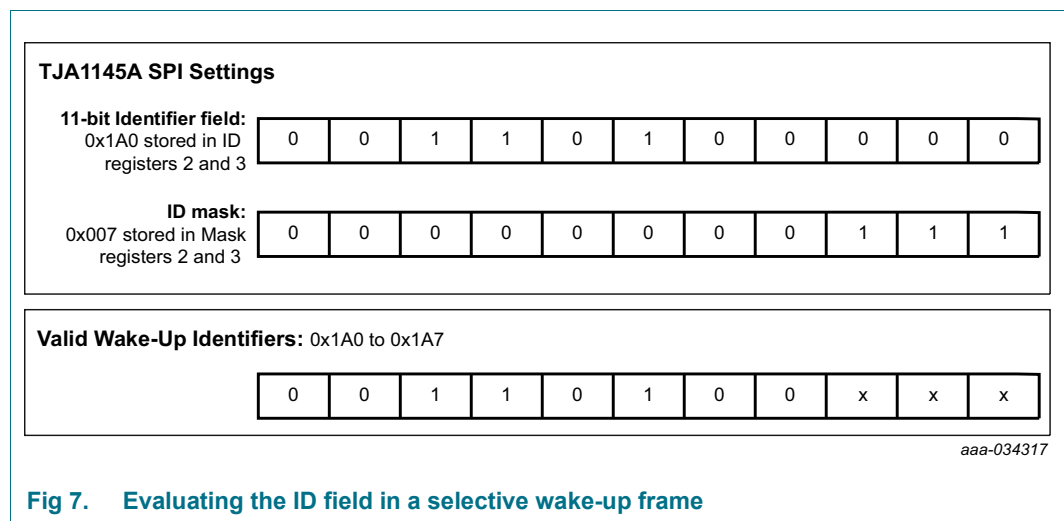 TJA1145A SPI Settings
11-bit Identifier field:
0x1A0 stored in ID
registers 2 and 3
0 0 1 1 0 1 0 0 0 0 0
ID mask:
0x007 stored in Mask
registers 2 and 3
0 0 0 0 0 0 0 0 1 1 1
Valid Wake-Up Identifiers: 0x1A0 to 0x1A7
0 0 1 1 0 1 0 0 x x x
aaa-034317
Fig 7. Evaluating the ID field in a selective wake-up frame